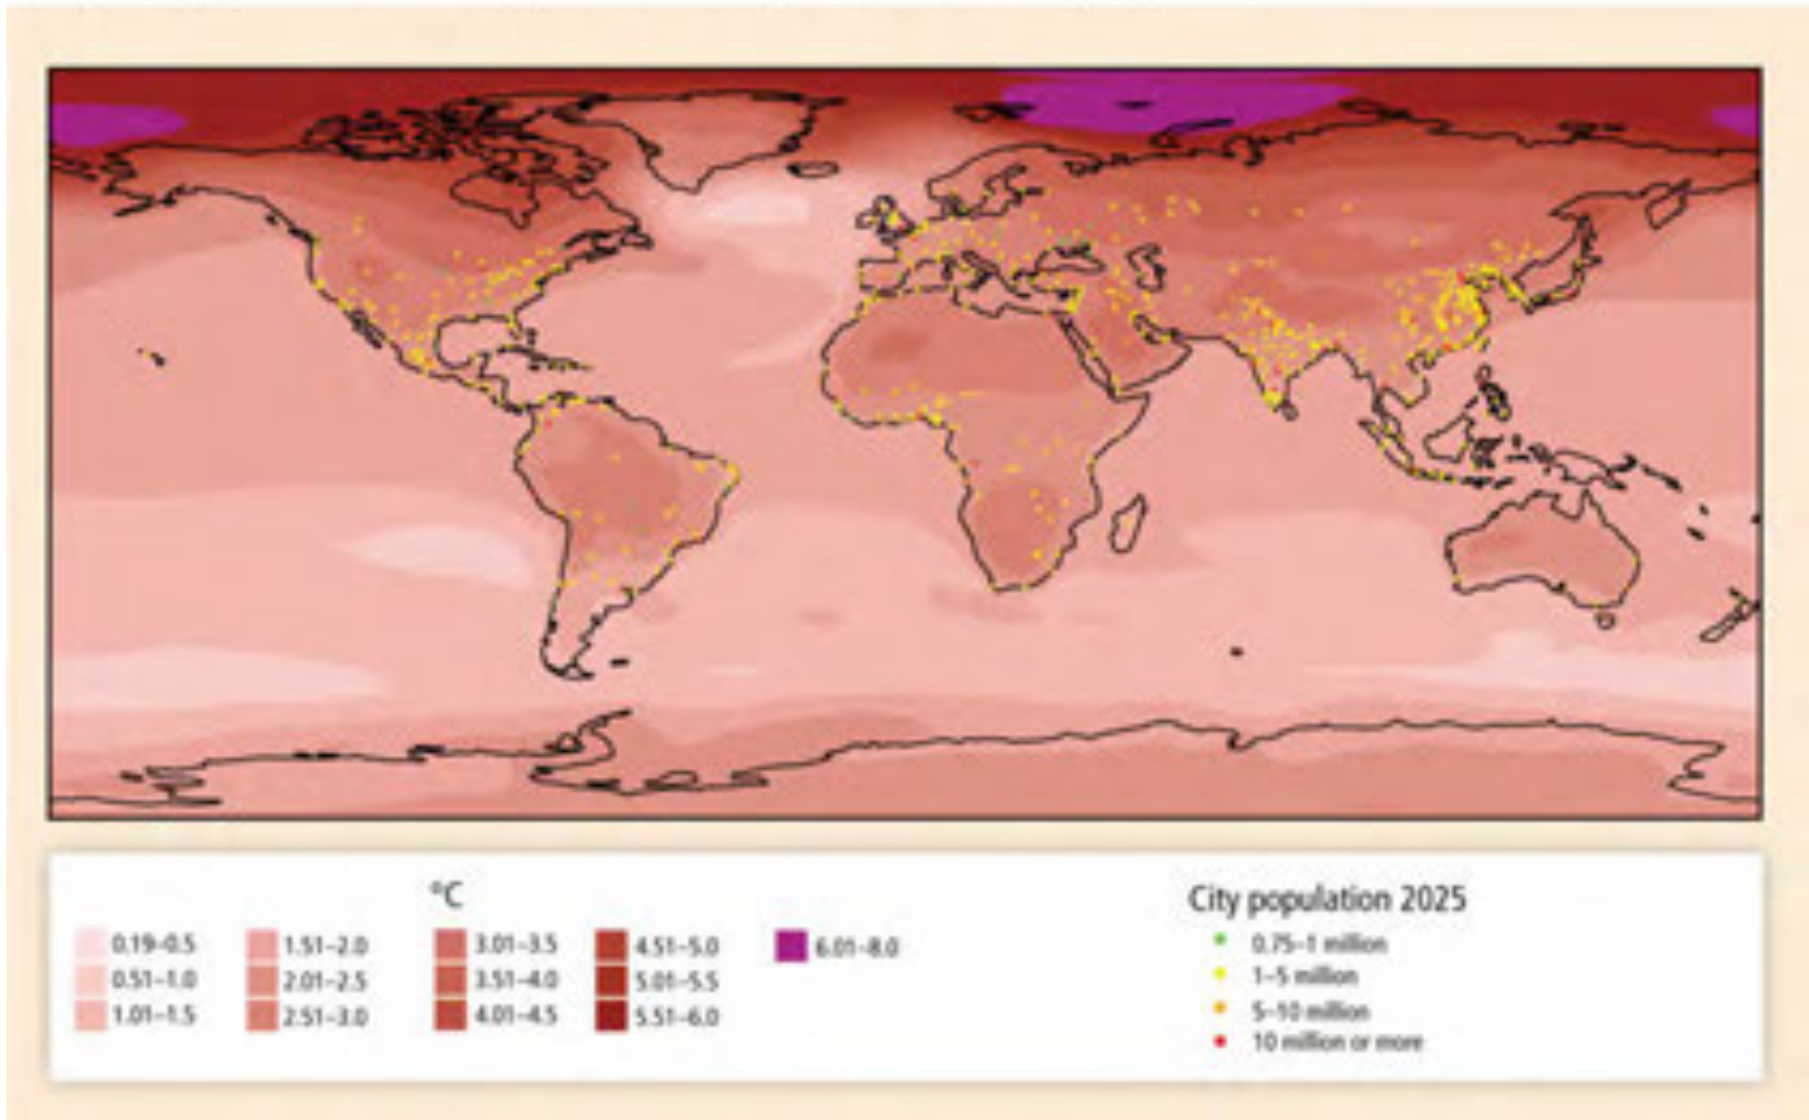 °C
0.19–0.5
0.51–1.0
1.01–1.5
1.51–2.0
2.01–2.5
2.51–3.0
3.01–3.5
3.51–4.0
4.01–4.5
4.51–5.0
5.01–5.5
5.51–6.0
6.01–8.0
City population 2025
0.75–1 million
1–5 million
5–10 million
10 million or more